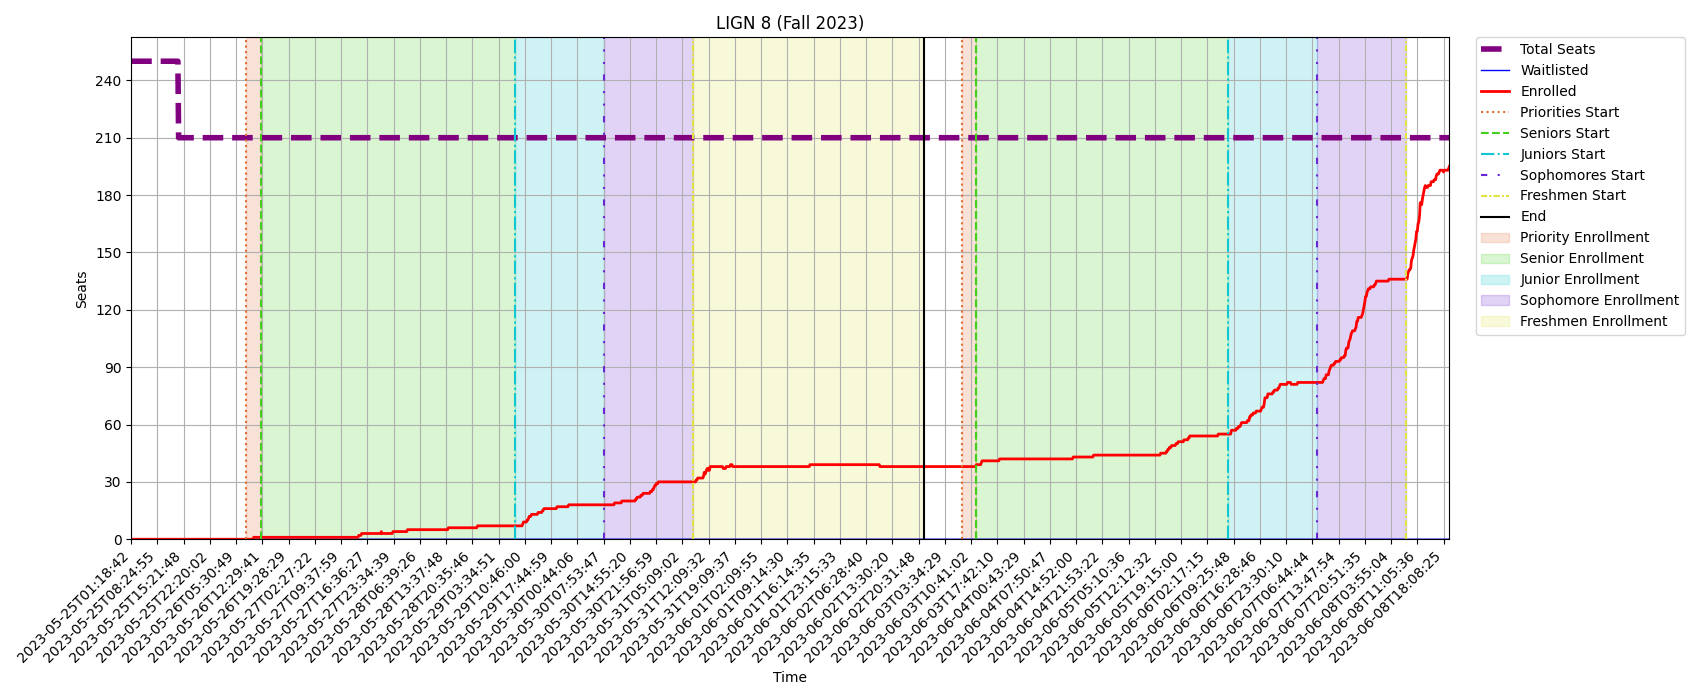 LIGN 8 (Fall 2023)
Seats
240
210
180
150
120
90
60
30
0
2023-05-25T01:18:42
2023-05-25T08:24:55
2023-05-25T15:21:48
2023-05-25T22:20:02
2023-05-26T05:30:49
2023-05-26T12:29:41
2023-05-26T19:28:29
2023-05-27T02:27:22
2023-05-27T09:37:59
2023-05-27T16:36:27
2023-05-27T23:34:39
2023-05-28T06:39:26
2023-05-28T13:37:48
2023-05-28T20:35:46
2023-05-29T03:34:51
2023-05-29T10:46:00
2023-05-29T17:44:59
2023-05-30T00:44:06
2023-05-30T07:53:47
2023-05-30T14:55:20
2023-05-30T21:56:59
2023-05-31T05:09:02
2023-05-31T12:09:32
2023-05-31T19:09:37
2023-06-01T02:09:55
2023-06-01T09:14:30
2023-06-01T16:14:35
2023-06-01T23:15:33
2023-06-02T06:28:40
2023-06-02T13:30:20
2023-06-02T20:31:48
2023-06-03T03:34:29
2023-06-03T10:41:02
2023-06-03T17:42:10
2023-06-04T00:43:29
2023-06-04T07:50:47
2023-06-04T14:52:00
2023-06-04T21:53:22
2023-06-05T05:10:36
2023-06-05T12:12:32
2023-06-05T19:15:00
2023-06-06T02:17:15
2023-06-06T09:25:48
2023-06-06T16:28:46
2023-06-06T23:30:10
2023-06-07T06:44:44
2023-06-07T13:47:54
2023-06-07T20:51:35
2023-06-08T03:55:04
2023-06-08T11:05:36
2023-06-08T18:08:25
Time
Total Seats
Waitlisted
Enrolled
Priorities Start
Seniors Start
Juniors Start
Sophomores Start
Freshmen Start
End
Priority Enrollment
Senior Enrollment
Junior Enrollment
Sophomore Enrollment
Freshmen Enrollment